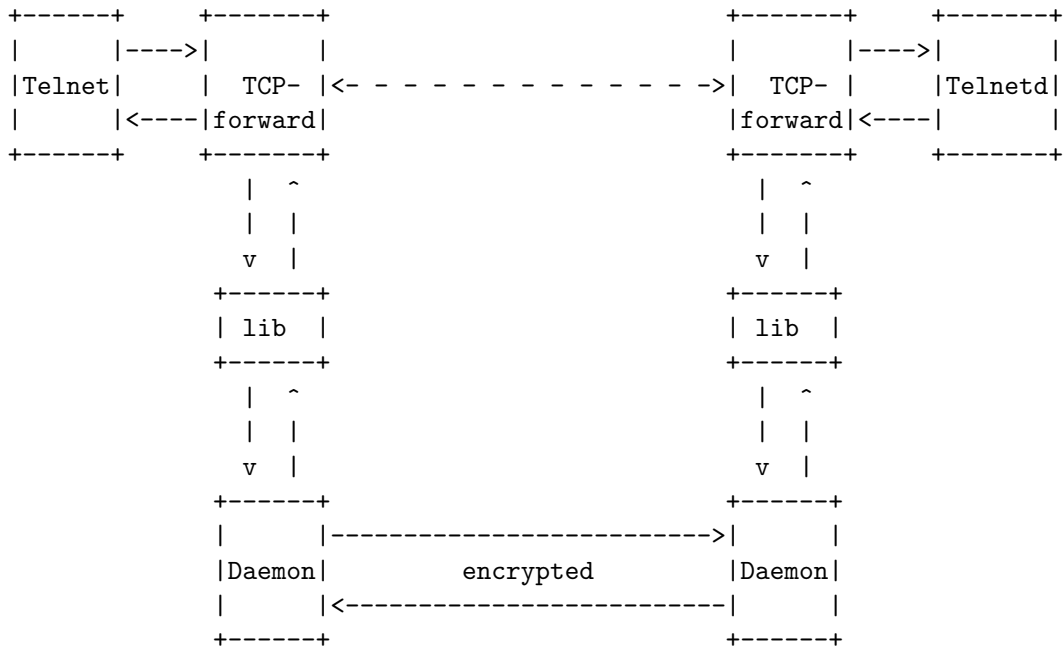 Telnet TCP- TCP- Telnetd
forward forward
lib lib
Daemon encrypted Daemon